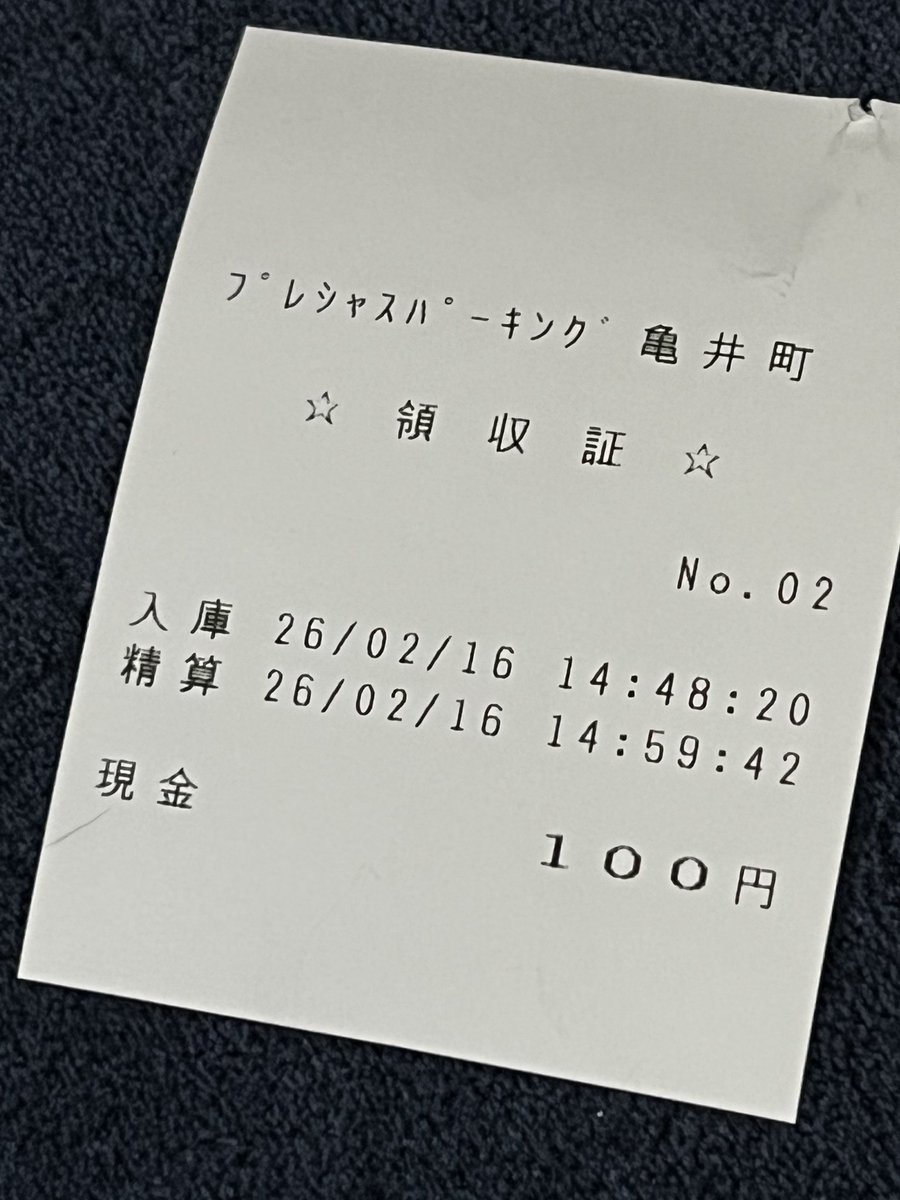 プレシャスパーキング 亀井町
☆ 領収証 ☆
No.02
入庫 26/02/16 14:48:20
精算 26/02/16 14:59:42
現金
100円